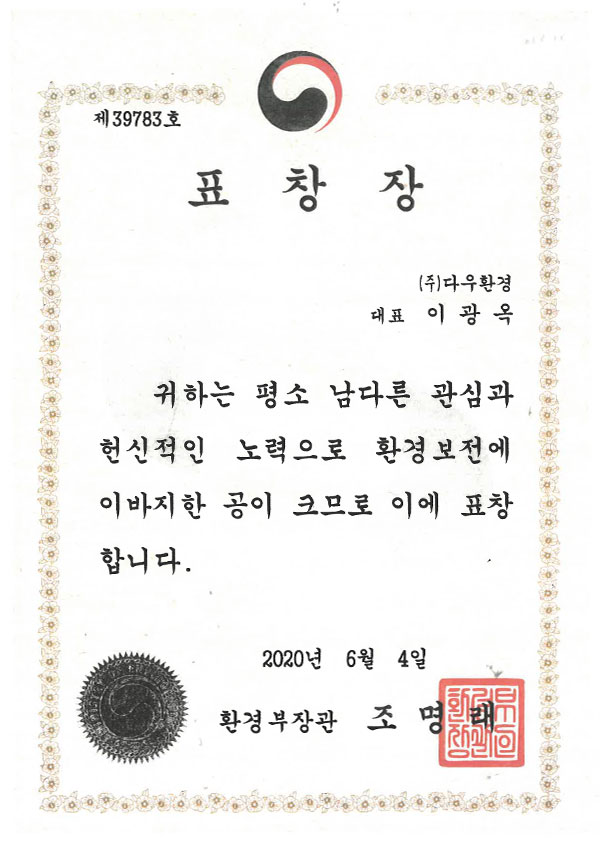 제39783호
표 창 장
(주)다우환경
대표 이 광 옥
귀하는 평소 남다른 관심과
헌신적인 노력으로 환경보전에
이바지한 공이 크므로 이에 표창
합니다.
2020년 6월 4일
환경부장관 조 명 래